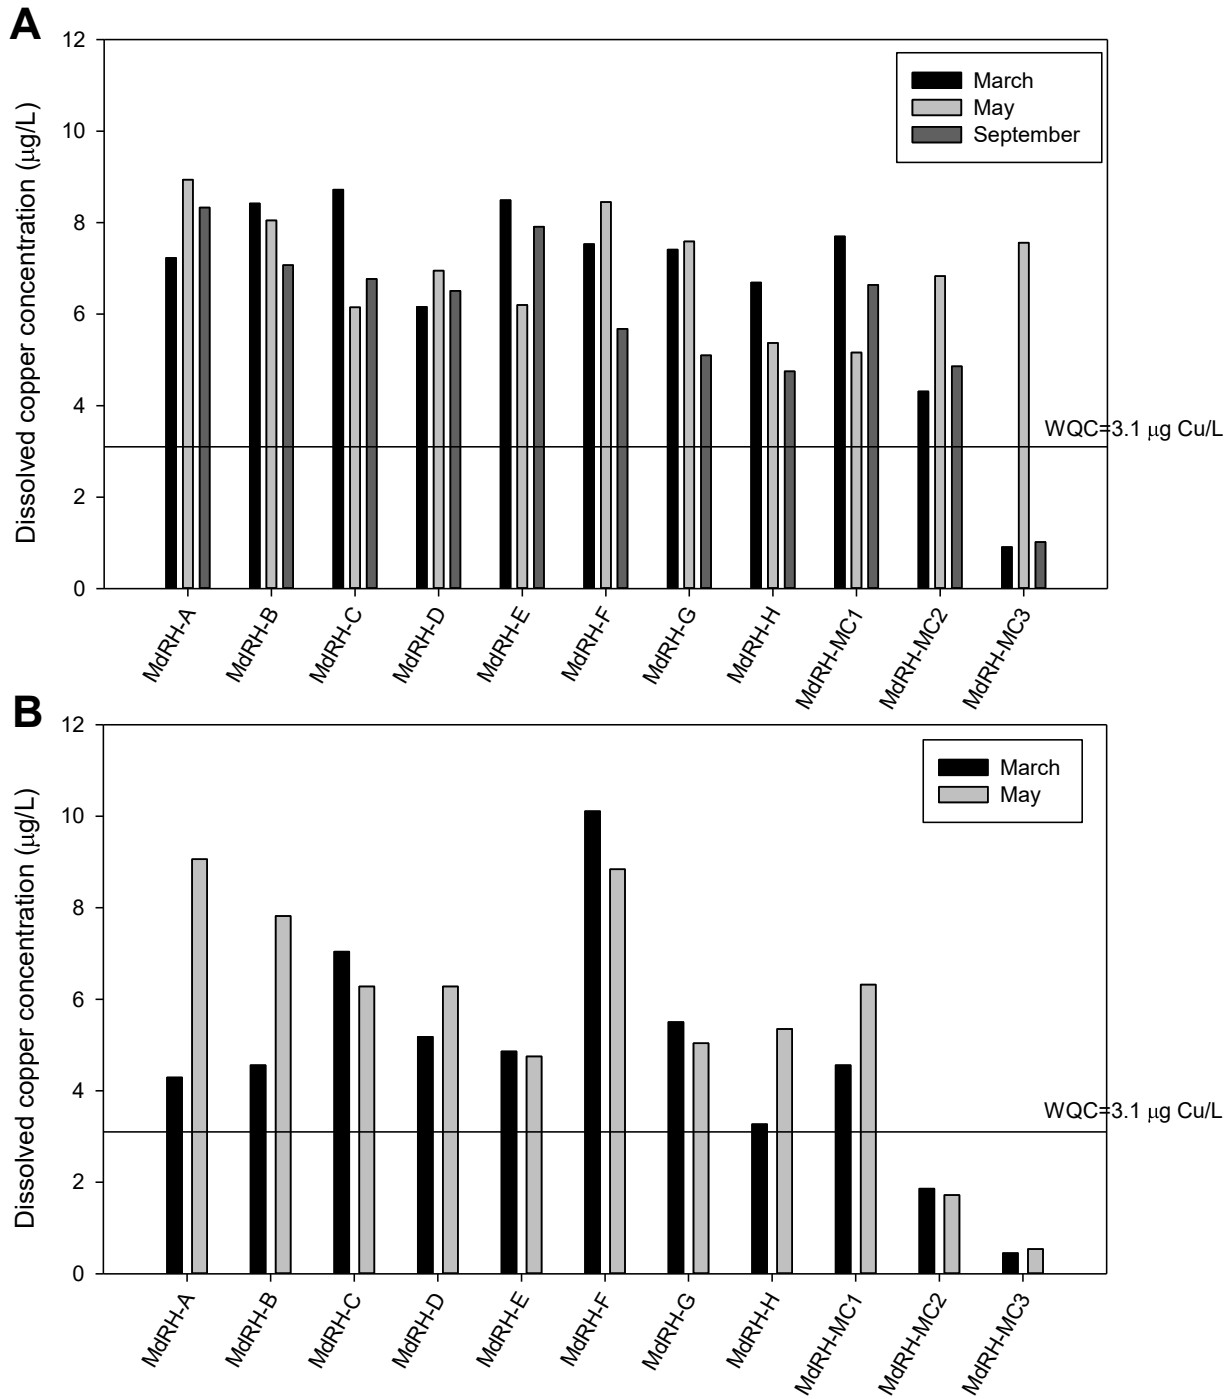 A
Dissolved copper concentration (μg/L)
12
10
8
6
4
2
0
March
May
September
WQC=3.1 μg Cu/L
MdRH-A
MdRH-B
MdRH-C
MdRH-D
MdRH-E
MdRH-F
MdRH-G
MdRH-H
MdRH-MC1
MdRH-MC2
MdRH-MC3
B
Dissolved copper concentration (μg/L)
12
10
8
6
4
2
0
March
May
WQC=3.1 μg Cu/L
MdRH-A
MdRH-B
MdRH-C
MdRH-D
MdRH-E
MdRH-F
MdRH-G
MdRH-H
MdRH-MC1
MdRH-MC2
MdRH-MC3